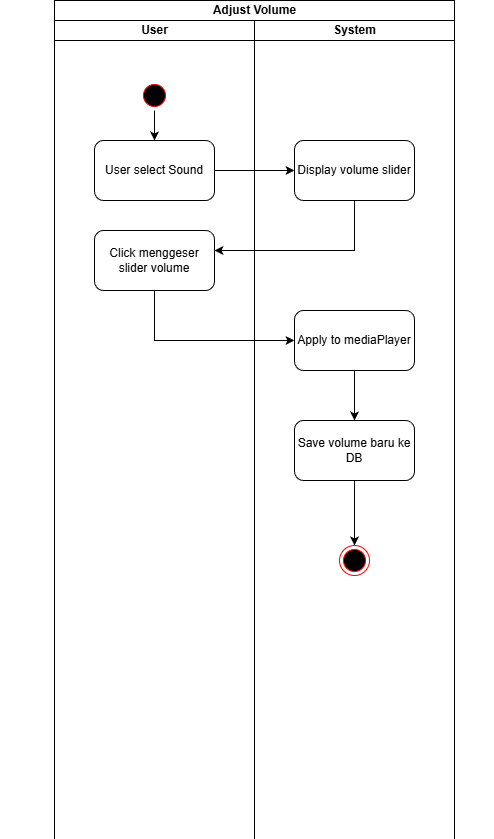 Adjust Volume
User
System
User select Sound
Display volume slider
Click menggeser
slider volume
Apply to mediaPlayer
Save volume baru ke
DB